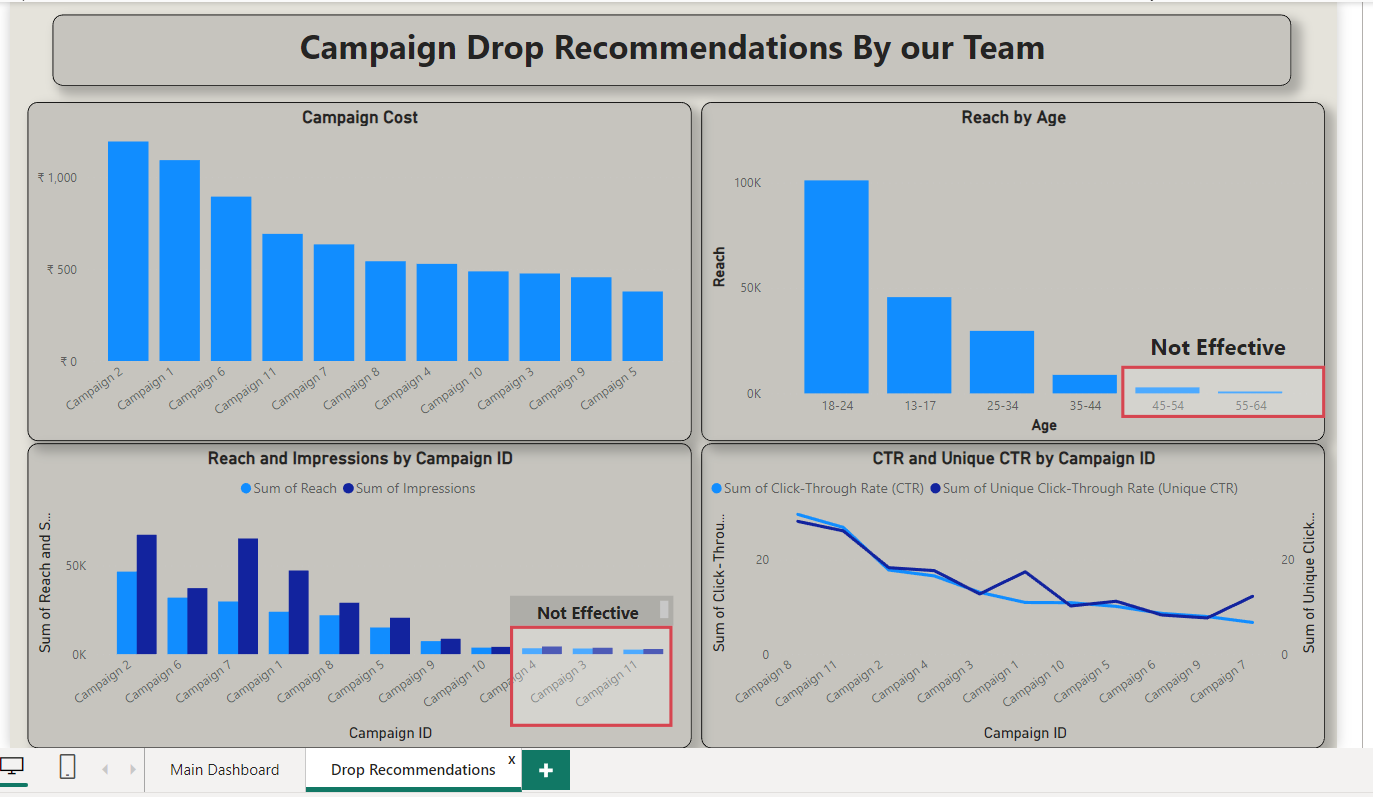 Campaign Drop Recommendations By our Team
Campaign Cost
₹ 1,000
₹ 500
₹ 0
Campaign 2
Campaign 1
Campaign 6
Campaign 11
Campaign 7
Campaign 8
Campaign 4
Campaign 10
Campaign 3
Campaign 9
Campaign 5
Reach by Age
Reach
100K
50K
0K
Not Effective
18-24
13-17
25-34
35-44
45-54
55-64
Age
Reach and Impressions by Campaign ID
Sum of Reach
Sum of Impressions
Sum of Reach and S...
50K
0K
Not Effective
Campaign 2
Campaign 6
Campaign 7
Campaign 1
Campaign 8
Campaign 5
Campaign 9
Campaign 10
Campaign 4
Campaign 3
Campaign 11
Campaign ID
CTR and Unique CTR by Campaign ID
Sum of Click-Through Rate (CTR)
Sum of Unique Click-Through Rate (Unique CTR)
Sum of Click-Throu...
20
0
20
0
Sum of Unique Click...
Campaign 8
Campaign 11
Campaign 2
Campaign 4
Campaign 3
Campaign 1
Campaign 10
Campaign 5
Campaign 6
Campaign 9
Campaign 7
Campaign ID
Main Dashboard
Drop Recommendations
x
+